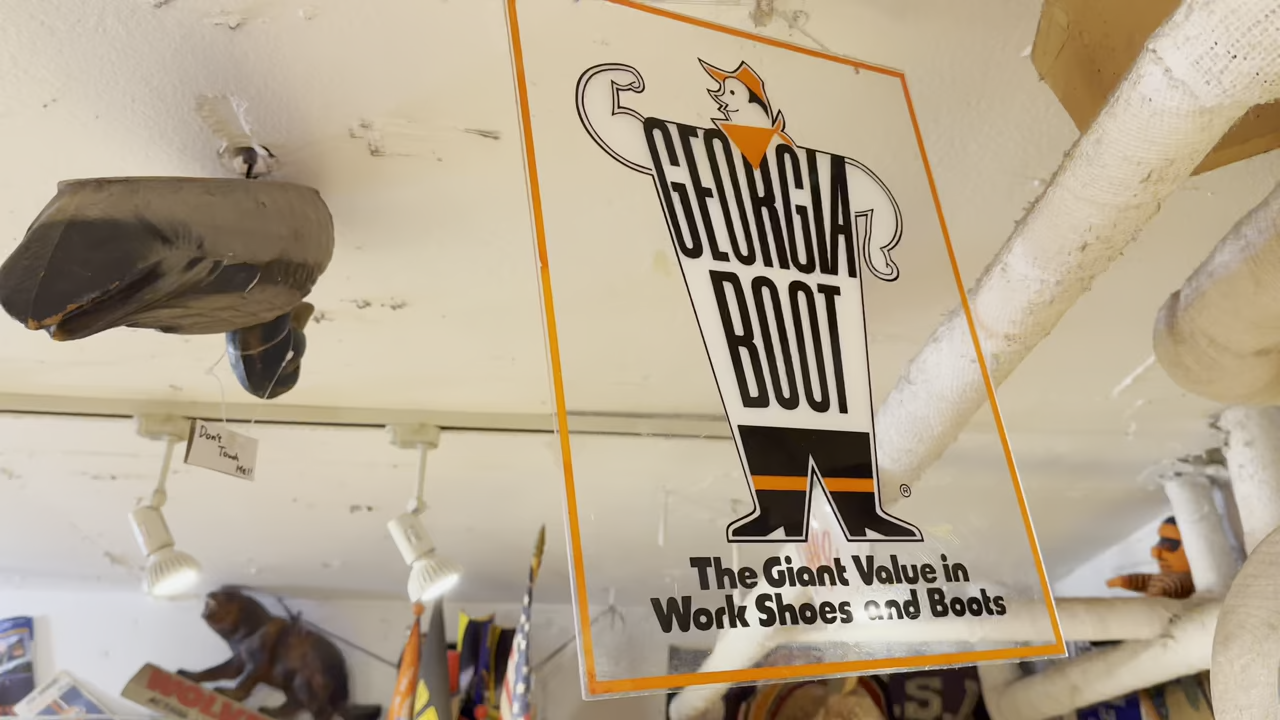 GEORGIA
BOOT
®
The Giant Value in
Work Shoes and Boots
Don't
Touch
Me!!